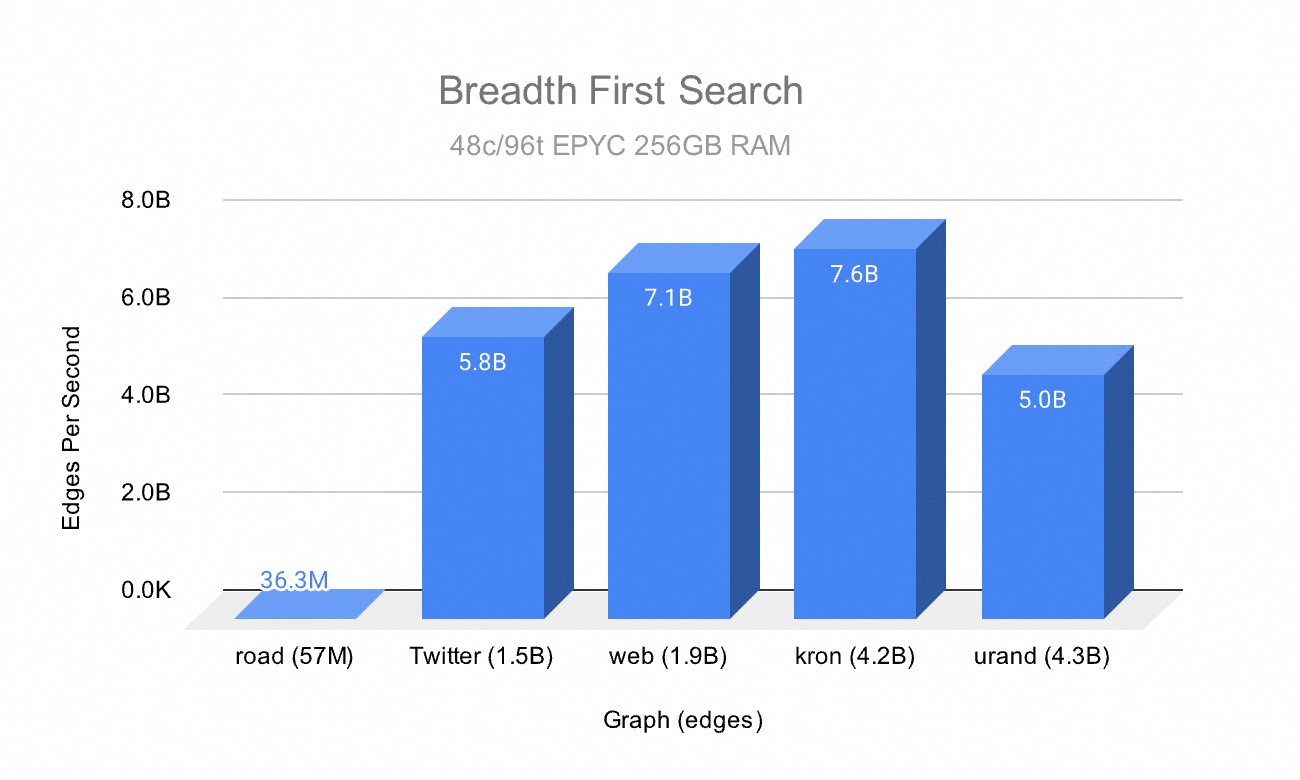 Breadth First Search
48c/96t EPYC 256GB RAM
Edges Per Second
8.0B
6.0B
4.0B
2.0B
0.0K
36.3M
5.8B
7.1B
7.6B
5.0B
road (57M)
Twitter (1.5B)
web (1.9B)
kron (4.2B)
urand (4.3B)
Graph (edges)